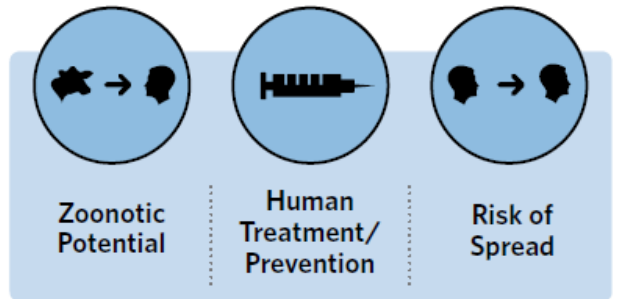 Zoonotic
Potential
Human
Treatment/
Prevention
Risk of
Spread